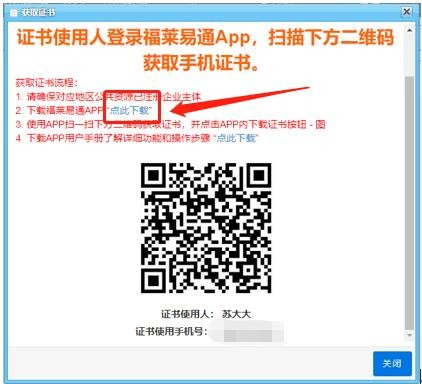 获取证书
证书使用人登录福莱易通App，扫描下方二维码
获取手机证书。
获取证书流程：
1. 请确保对应地区公共资源已注册企业主体
2. 下载福莱易通APP “点此下载”
3. 使用APP扫一扫下方二维码获取证书，并点击APP内下载证书按钮 - 图
4. 下载APP用户手册了解详细功能和操作步骤 “点此下载”
证书使用人： 苏大大
证书使用手机号：
关闭